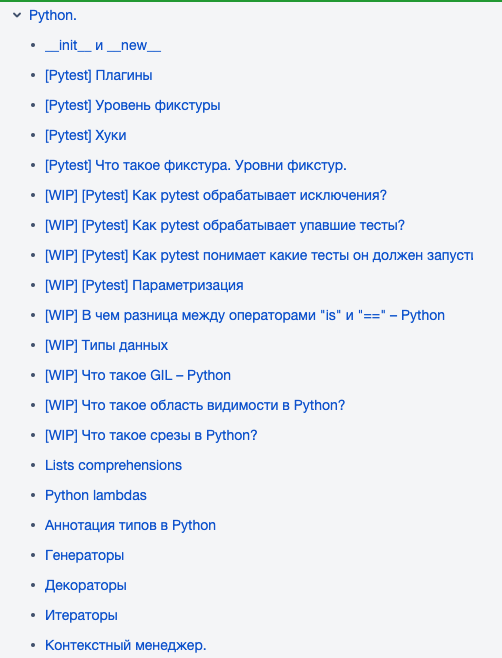 Python.
__init__ и __new__
[Pytest] Плагины
[Pytest] Уровень фикстуры
[Pytest] Хуки
[Pytest] Что такое фикстура. Уровни фикстур.
[WIP] [Pytest] Как pytest обрабатывает исключения?
[WIP] [Pytest] Как pytest обрабатывает упавшие тесты?
[WIP] [Pytest] Как pytest понимает какие тесты он должен запусти
[WIP] [Pytest] Параметризация
[WIP] В чем разница между операторами "is" и "==" – Python
[WIP] Типы данных
[WIP] Что такое GIL – Python
[WIP] Что такое область видимости в Python?
[WIP] Что такое срезы в Python?
Lists comprehensions
Python lambdas
Аннотация типов в Python
Генераторы
Декораторы
Итераторы
Контекстный менеджер.